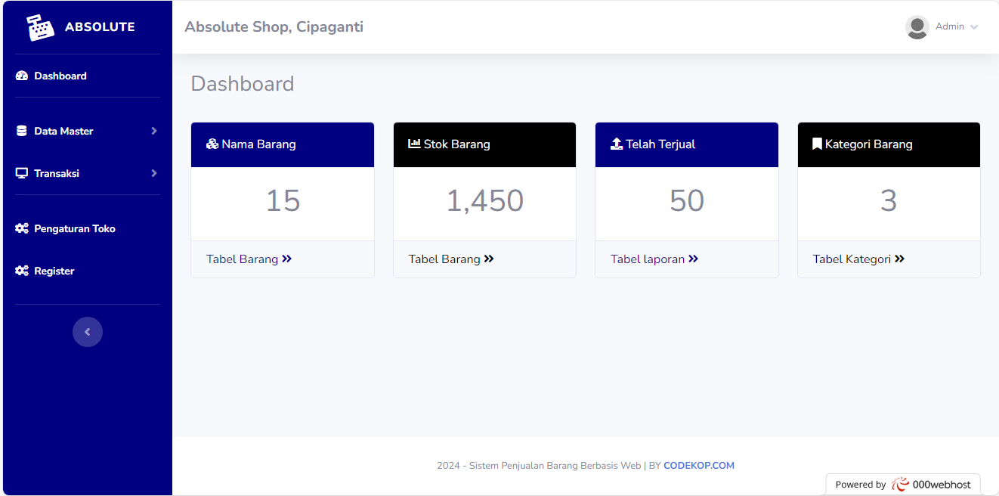 ABSOLUTE
Absolute Shop, Cipaganti
Admin
Dashboard
Data Master
Transaksi
Pengaturan Toko
Register
Dashboard
Nama Barang
15
Tabel Barang
Stok Barang
1,450
Tabel Barang
Telah Terjual
50
Tabel laporan
Kategori Barang
3
Tabel Kategori
2024 - Sistem Penjualan Barang Berbasis Web | BY CODEKOP.COM
Powered by 000webhost